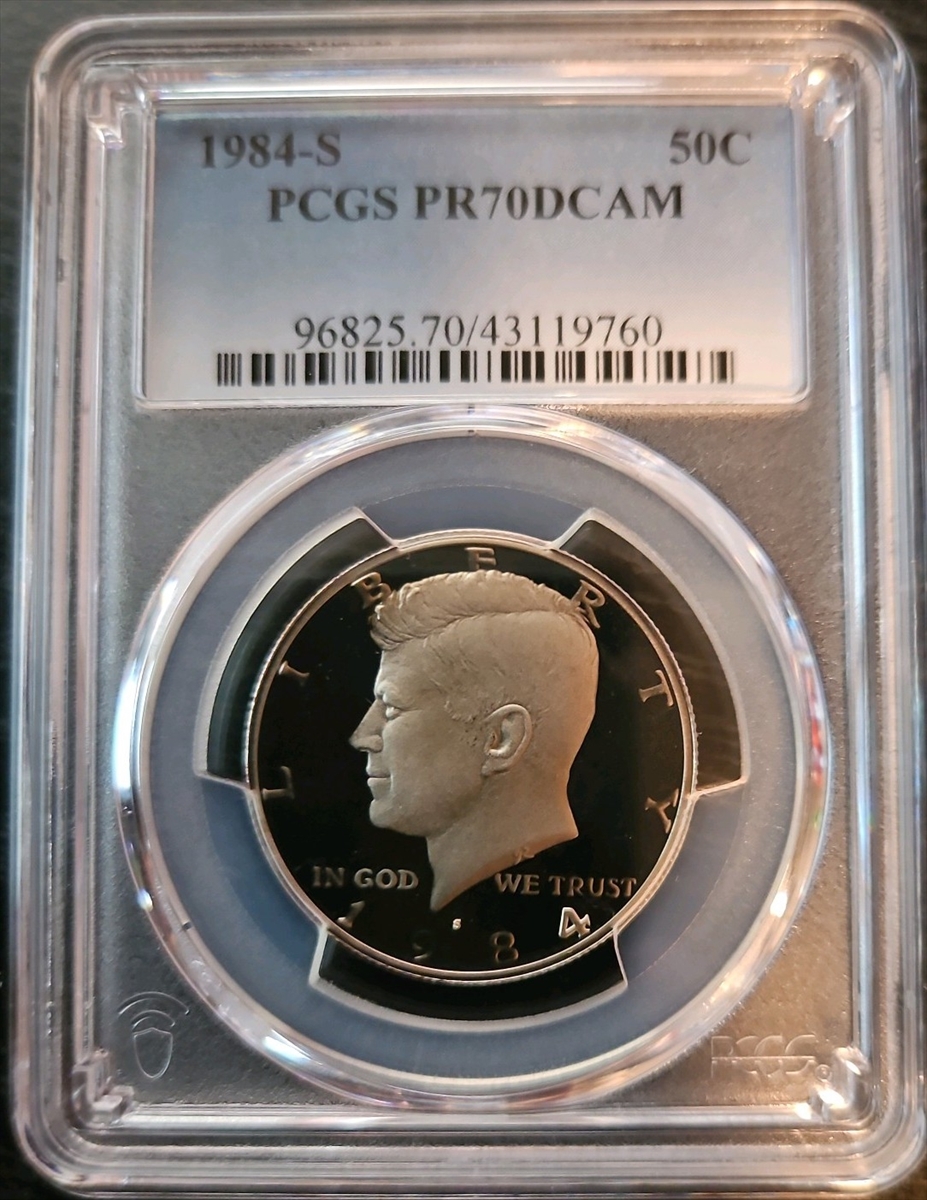 1984-S 50C
PCGS PR70DCAM
96825.70/43119760
LIBERTY
IN GOD WE TRUST
S
1984
PCGS